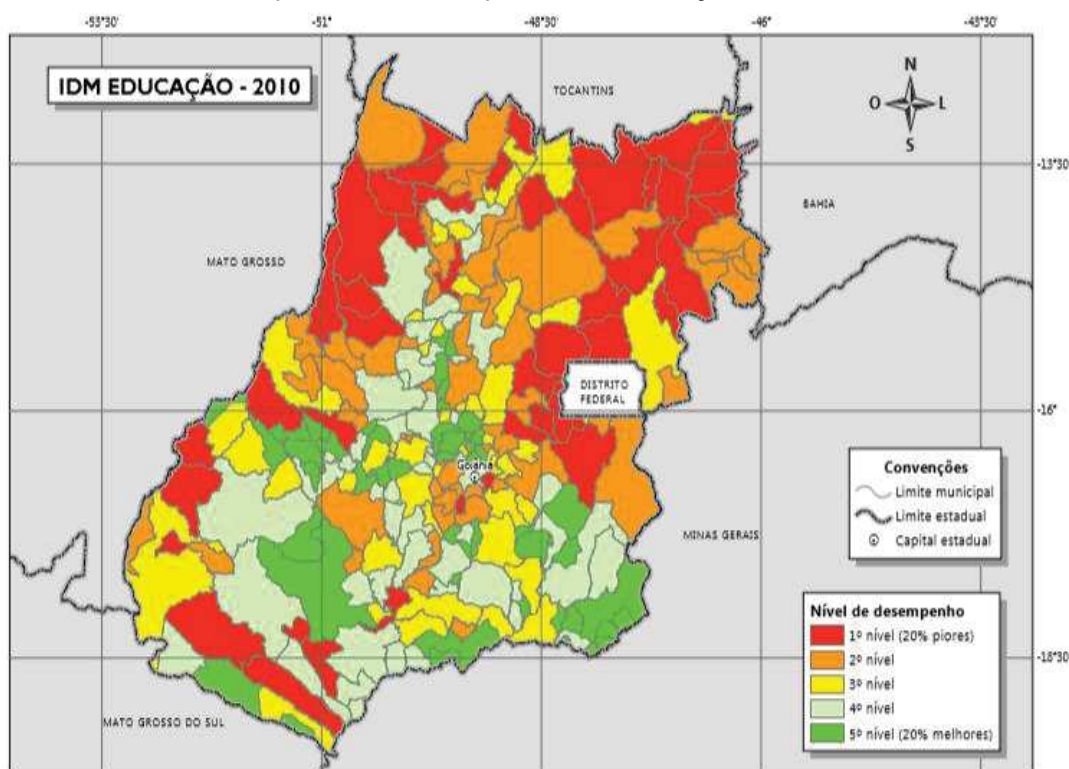 -53°30
-51°
-48°30
-46°
-43°30
IDM EDUCAÇÃO - 2010
TOCANTINS
N
O
L
S
-13°30
BAHIA
MATO GROSSO
DISTRITO
FEDERAL
-16°
Goiânia
Convenções
Limite municipal
Limite estadual
Capital estadual
MINAS GERAIS
Nível de desempenho
1º nível (20% piores)
2º nível
3º nível
4º nível
5º nível (20% melhores)
-18°30
MATO GROSSO DO SUL